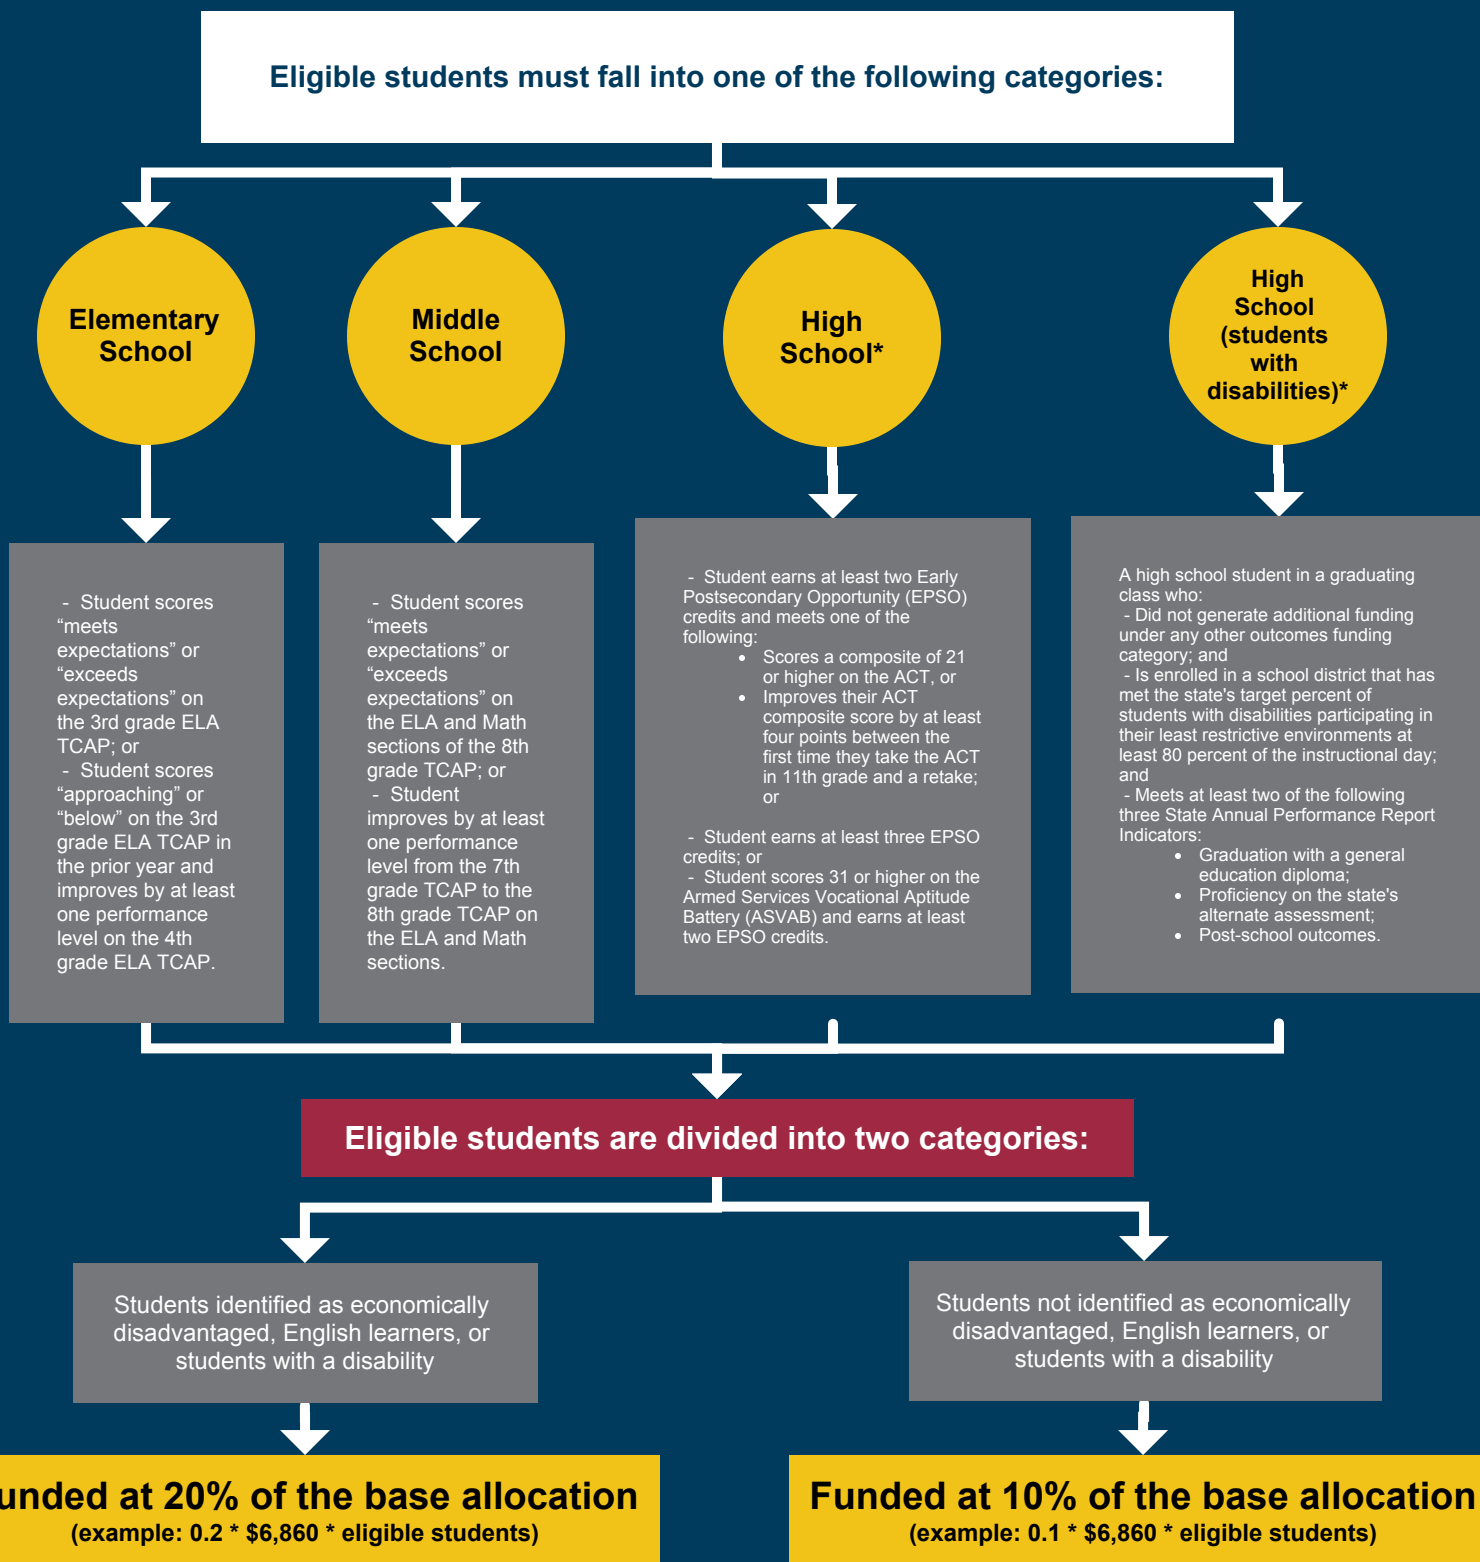 Eligible students must fall into one of the following categories:
Elementary
School
Middle
School
High
School*
High
School
(students
with
disabilities)*
- Student scores
“meets
expectations” or
“exceeds
expectations” on
the 3rd grade ELA
TCAP; or
- Student scores
“approaching” or
“below” on the 3rd
grade ELA TCAP in
the prior year and
improves by at least
one performance
level on the 4th
grade ELA TCAP.
- Student scores
“meets
expectations” or
“exceeds
expectations” on
the ELA and Math
sections of the 8th
grade TCAP; or
- Student
improves by at least
one performance
level from the 7th
grade TCAP to the
8th grade TCAP on
the ELA and Math
sections.
- Student earns at least two Early
Postsecondary Opportunity (EPSO)
credits and meets one of the
following:
• Scores a composite of 21
or higher on the ACT, or
• Improves their ACT
composite score by at least
four points between the
first time they take the ACT
in 11th grade and a retake;
or
- Student earns at least three EPSO
credits; or
- Student scores 31 or higher on the
Armed Services Vocational Aptitude
Battery (ASVAB) and earns at least
two EPSO credits.
A high school student in a graduating
class who:
- Did not generate additional funding
under any other outcomes funding
category; and
- Is enrolled in a school district that has
met the state's target percent of
students with disabilities participating in
their least restrictive environments at
least 80 percent of the instructional day;
and
- Meets at least two of the following
three State Annual Performance Report
Indicators:
• Graduation with a general
education diploma;
• Proficiency on the state's
alternate assessment;
• Post-school outcomes.
Eligible students are divided into two categories:
Students identified as economically
disadvantaged, English learners, or
students with a disability
Students not identified as economically
disadvantaged, English learners, or
students with a disability
unded at 20% of the base allocation
(example: 0.2 * $6,860 * eligible students)
Funded at 10% of the base allocation
(example: 0.1 * $6,860 * eligible students)